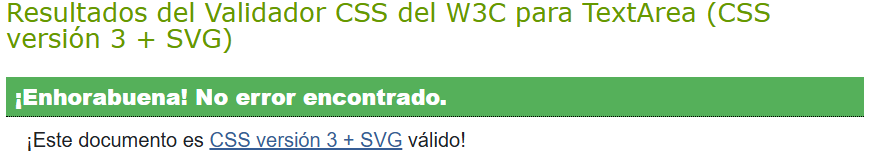 Resultados del Validador CSS del W3C para TextArea (CSS
versión 3 + SVG)
¡Enhorabuena! No error encontrado.
¡Este documento es CSS versión 3 + SVG válido!